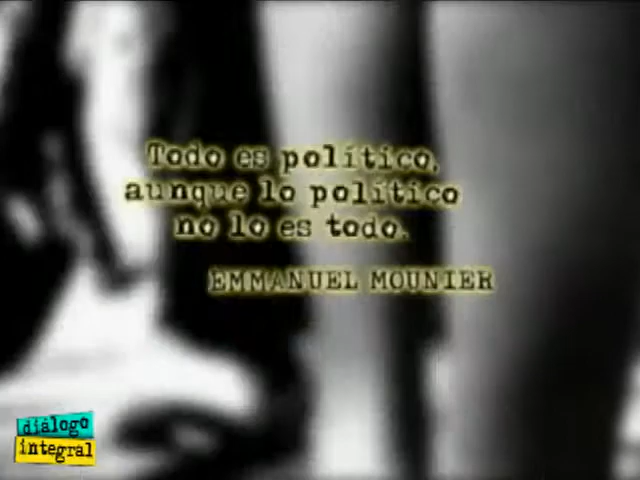 Todo es político,
aunque lo político
no lo es todo.
EMMANUEL MOUNIER
diálogo
integral